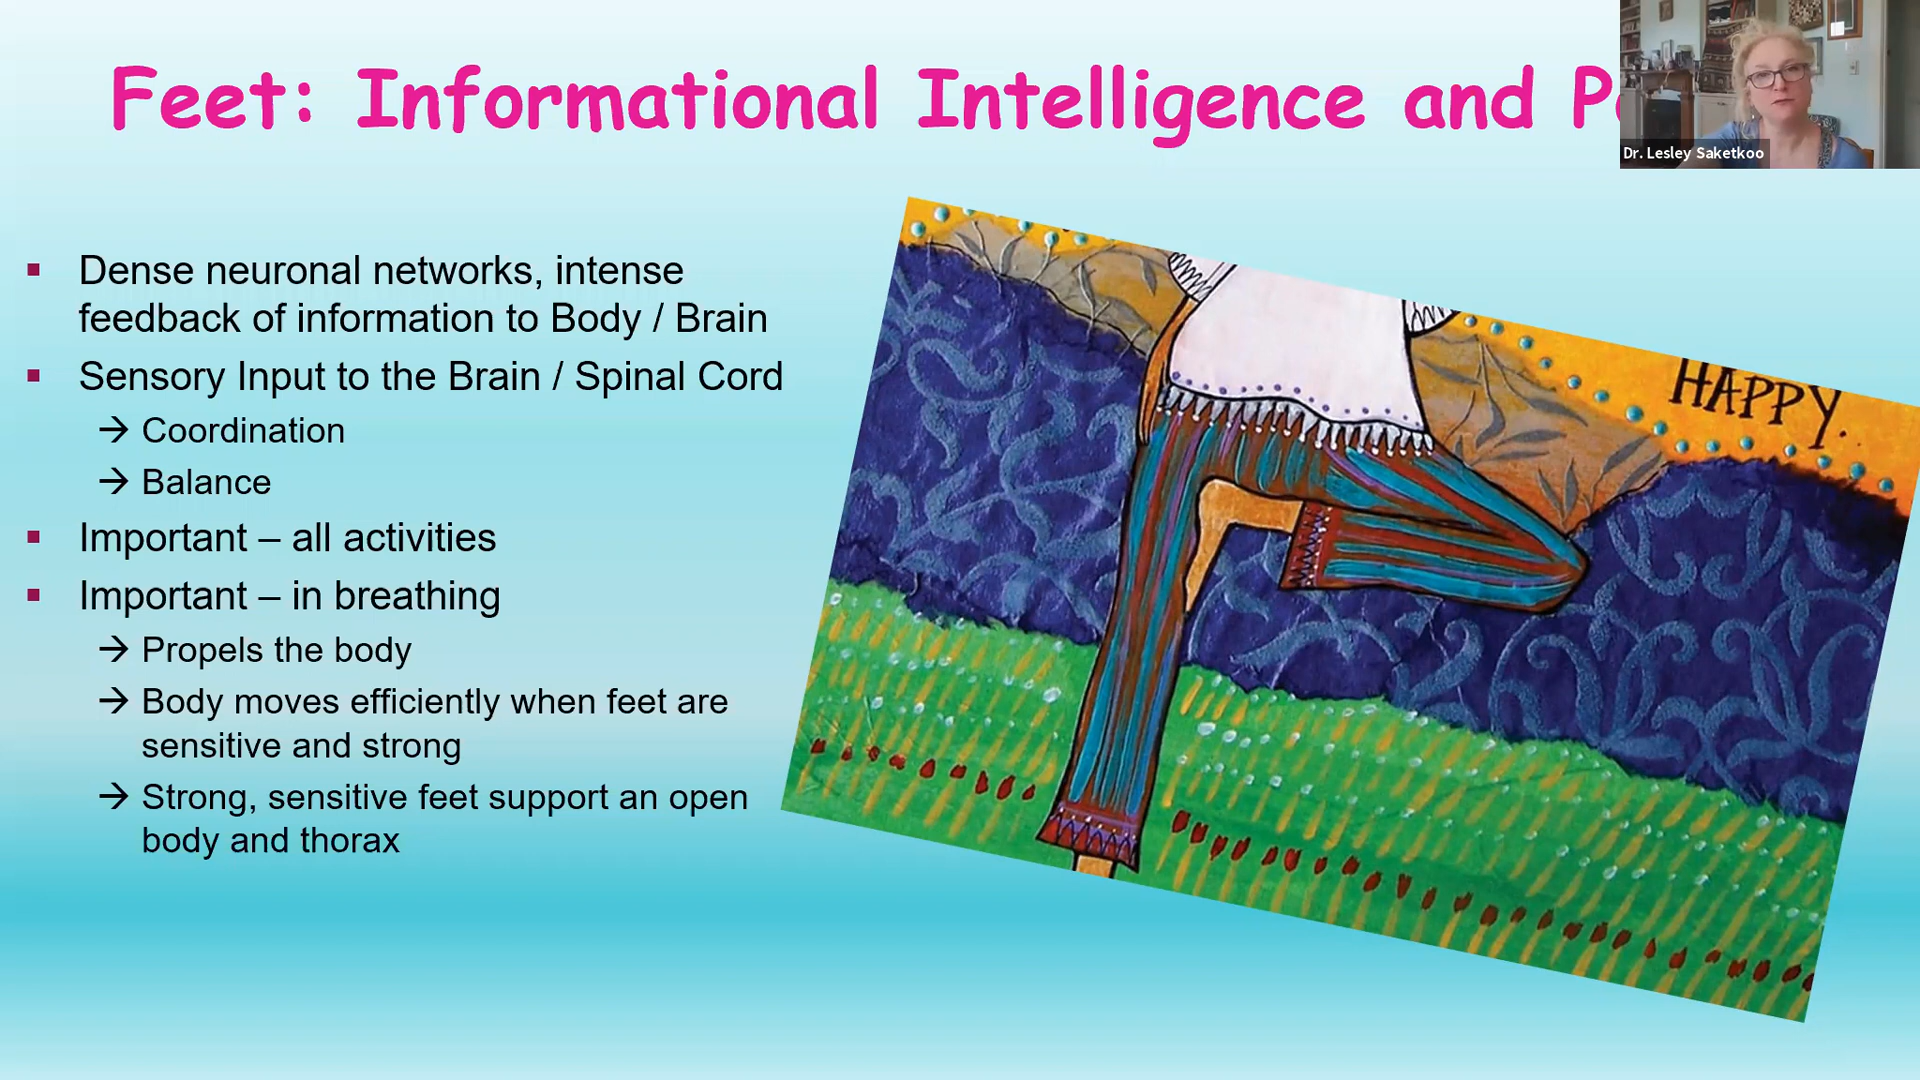 Feet: Informational Intelligence and
Dr. Lesley Saketkoo
▪ Dense neuronal networks, intense
feedback of information to Body / Brain
▪ Sensory Input to the Brain / Spinal Cord
→ Coordination
→ Balance
▪ Important – all activities
▪ Important – in breathing
→ Propels the body
→ Body moves efficiently when feet are
sensitive and strong
→ Strong, sensitive feet support an open
body and thorax
HAPPY.